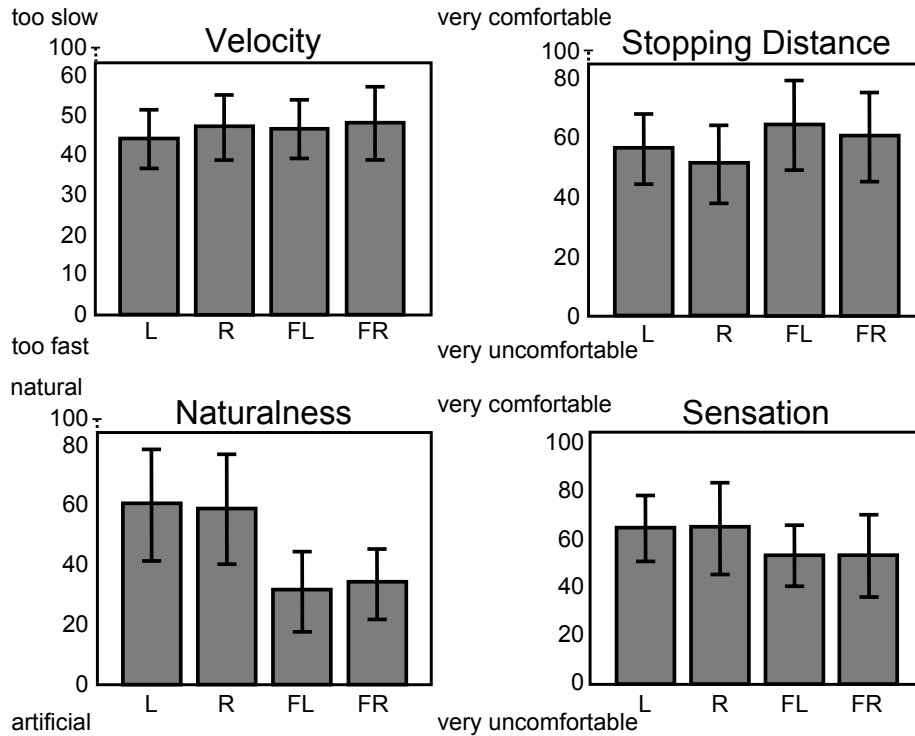 too slow
100
Velocity
60
50
40
30
20
10
0
L R FL FR
too fast
very comfortable
100
Stopping Distance
80
60
40
20
0
L R FL FR
very uncomfortable
natural
100
Naturalness
80
60
40
20
0
L R FL FR
artificial
very comfortable
Sensation
100
80
60
40
20
0
L R FL FR
very uncomfortable